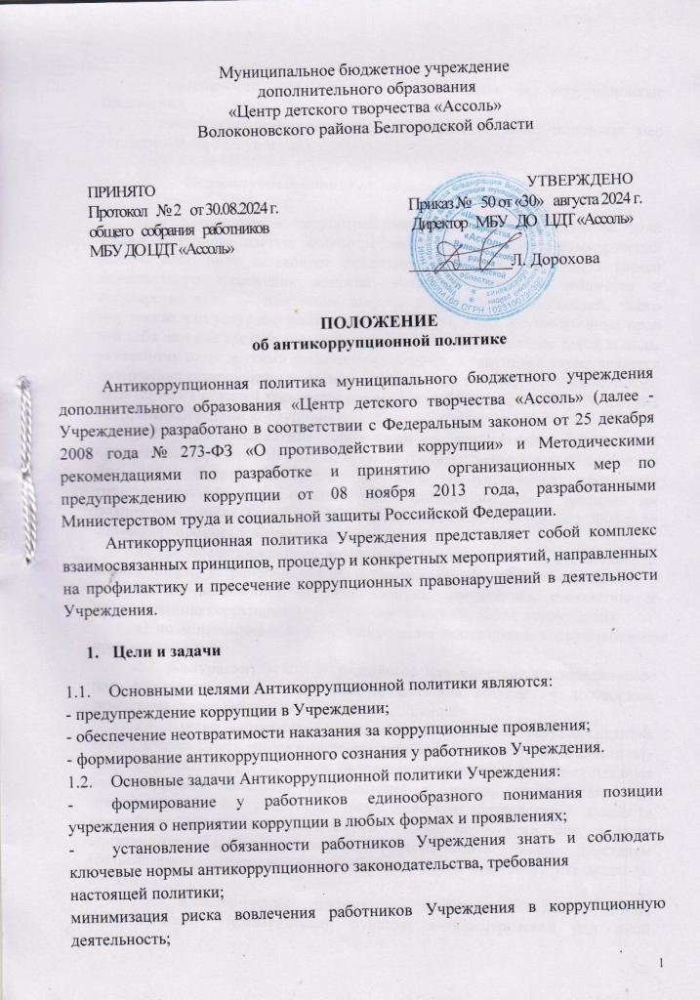 Муниципальное бюджетное учреждение
дополнительного образования
«Центр детского творчества «Ассоль»
Волоконовского района Белгородской области
ПРИНЯТО
Протокол № 2 от 30.08.2024 г.
общего собрания работников
МБУ ДО ЦДТ «Ассоль»
УТВЕРЖДЕНО
Приказ № 50 от «30» августа 2024 г.
Директор МБУ ДО ЦДТ «Ассоль»
Л. Дорохова
ПОЛОЖЕНИЕ
об антикоррупционной политике
Антикоррупционная политика муниципального бюджетного учреждения
дополнительного образования «Центр детского творчества «Ассоль» (далее -
Учреждение) разработано в соответствии с Федеральным законом от 25 декабря
2008 года № 273-ФЗ «О противодействии коррупции» и Методическими
рекомендациями по разработке и принятию организационных мер по
предупреждению коррупции от 08 ноября 2013 года, разработанными
Министерством труда и социальной защиты Российской Федерации.
Антикоррупционная политика Учреждения представляет собой комплекс
взаимосвязанных принципов, процедур и конкретных мероприятий, направленных
на профилактику и пресечение коррупционных правонарушений в деятельности
Учреждения.
1. Цели и задачи
1.1. Основными целями Антикоррупционной политики являются:
- предупреждение коррупции в Учреждении;
- обеспечение неотвратимости наказания за коррупционные проявления;
- формирование антикоррупционного сознания у работников Учреждения.
1.2. Основные задачи Антикоррупционной политики Учреждения:
- формирование у работников единообразного понимания позиции
учреждения о неприятии коррупции в любых формах и проявлениях;
- установление обязанности работников Учреждения знать и соблюдать
ключевые нормы антикоррупционного законодательства, требования
настоящей политики;
минимизация риска вовлечения работников Учреждения в коррупционную
деятельность;
1